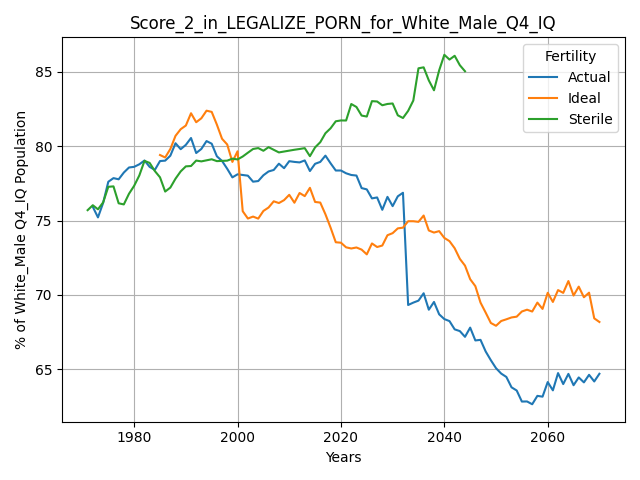 Score_2_in_LEGALIZE_PORN_for_White_Male_Q4_IQ
Fertility
Actual
Ideal
Sterile
% of White_Male Q4_IQ Population
85
80
75
70
65
1980
2000
2020
2040
2060
Years